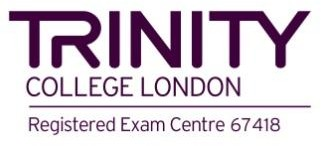 TRINITY
COLLEGE LONDON
Registered Exam Centre 67418